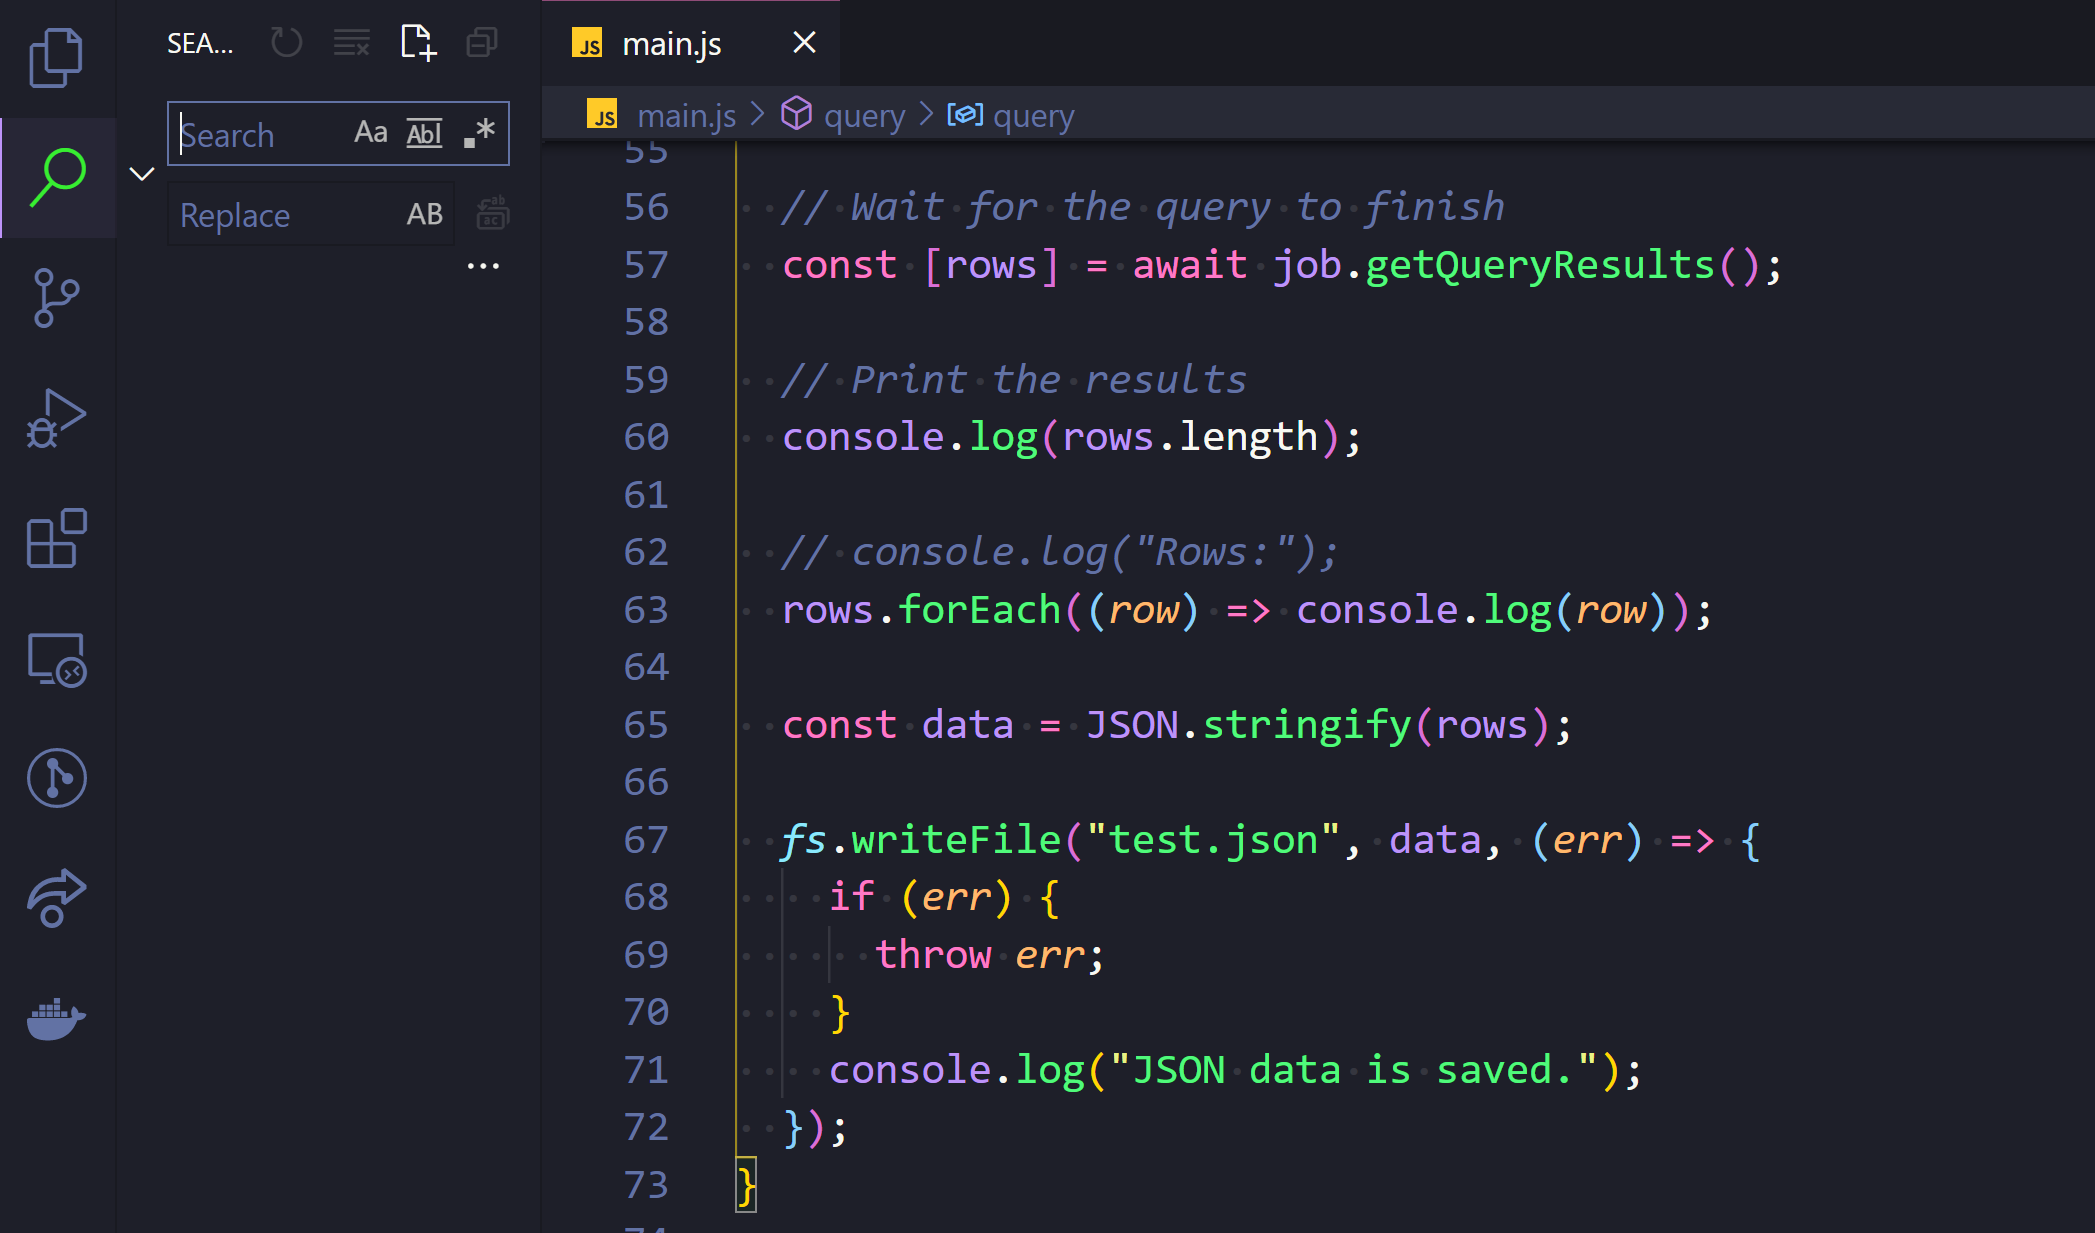 SEA...
Search Aa Abl .*
Replace AB
...
JS main.js
JS main.js > query > query
55
56 // Wait for the query to finish
57 const [rows] = await job.getQueryResults();
58
59 // Print the results
60 console.log(rows.length);
61
62 // console.log("Rows:");
63 rows.forEach((row) => console.log(row));
64
65 const data = JSON.stringify(rows);
66
67 fs.writeFile("test.json", data, (err) => {
68 if (err) {
69 throw err;
70 }
71 console.log("JSON data is saved.");
72 });
73 }
74